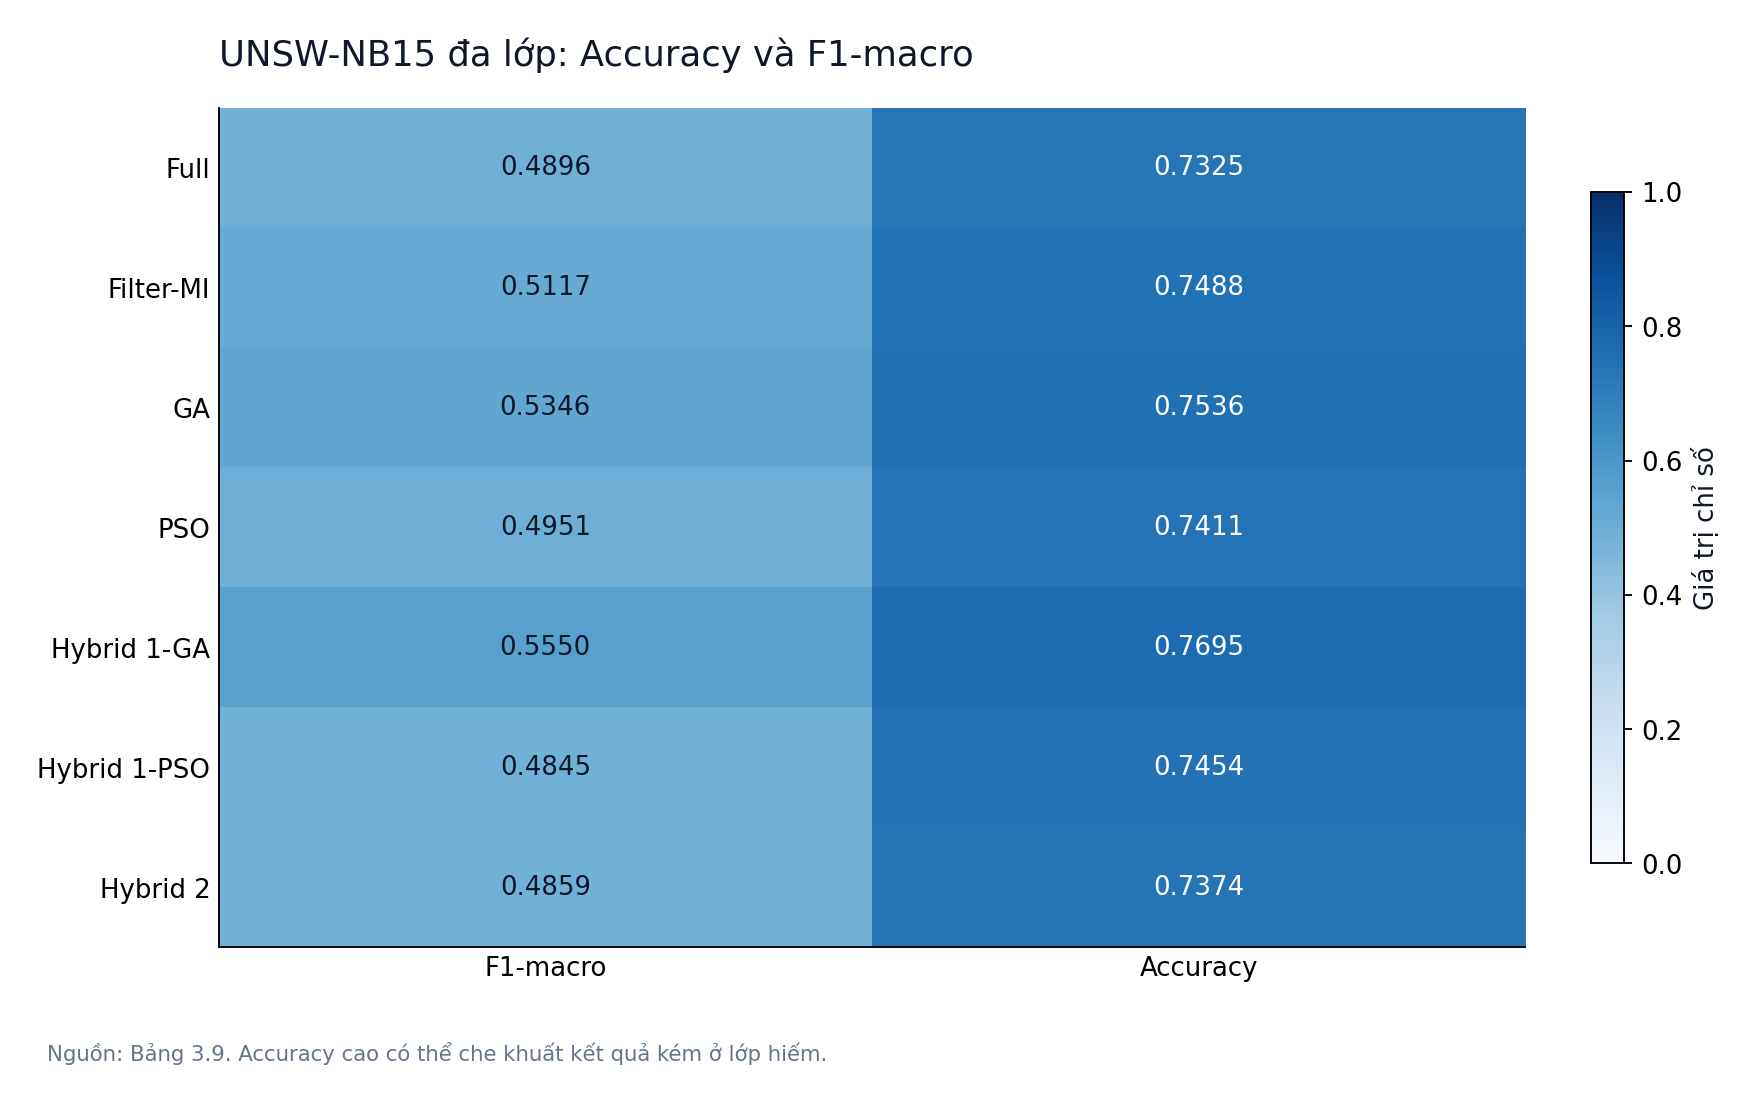 UNSW-NB15 đa lớp: Accuracy và F1-macro
Full 0.4896 0.7325
Filter-MI 0.5117 0.7488
GA 0.5346 0.7536
PSO 0.4951 0.7411
Hybrid 1-GA 0.5550 0.7695
Hybrid 1-PSO 0.4845 0.7454
Hybrid 2 0.4859 0.7374
F1-macro Accuracy
1.0
0.8
0.6
0.4
0.2
0.0
Giá trị chỉ số
Nguồn: Bảng 3.9. Accuracy cao có thể che khuất kết quả kém ở lớp hiếm.